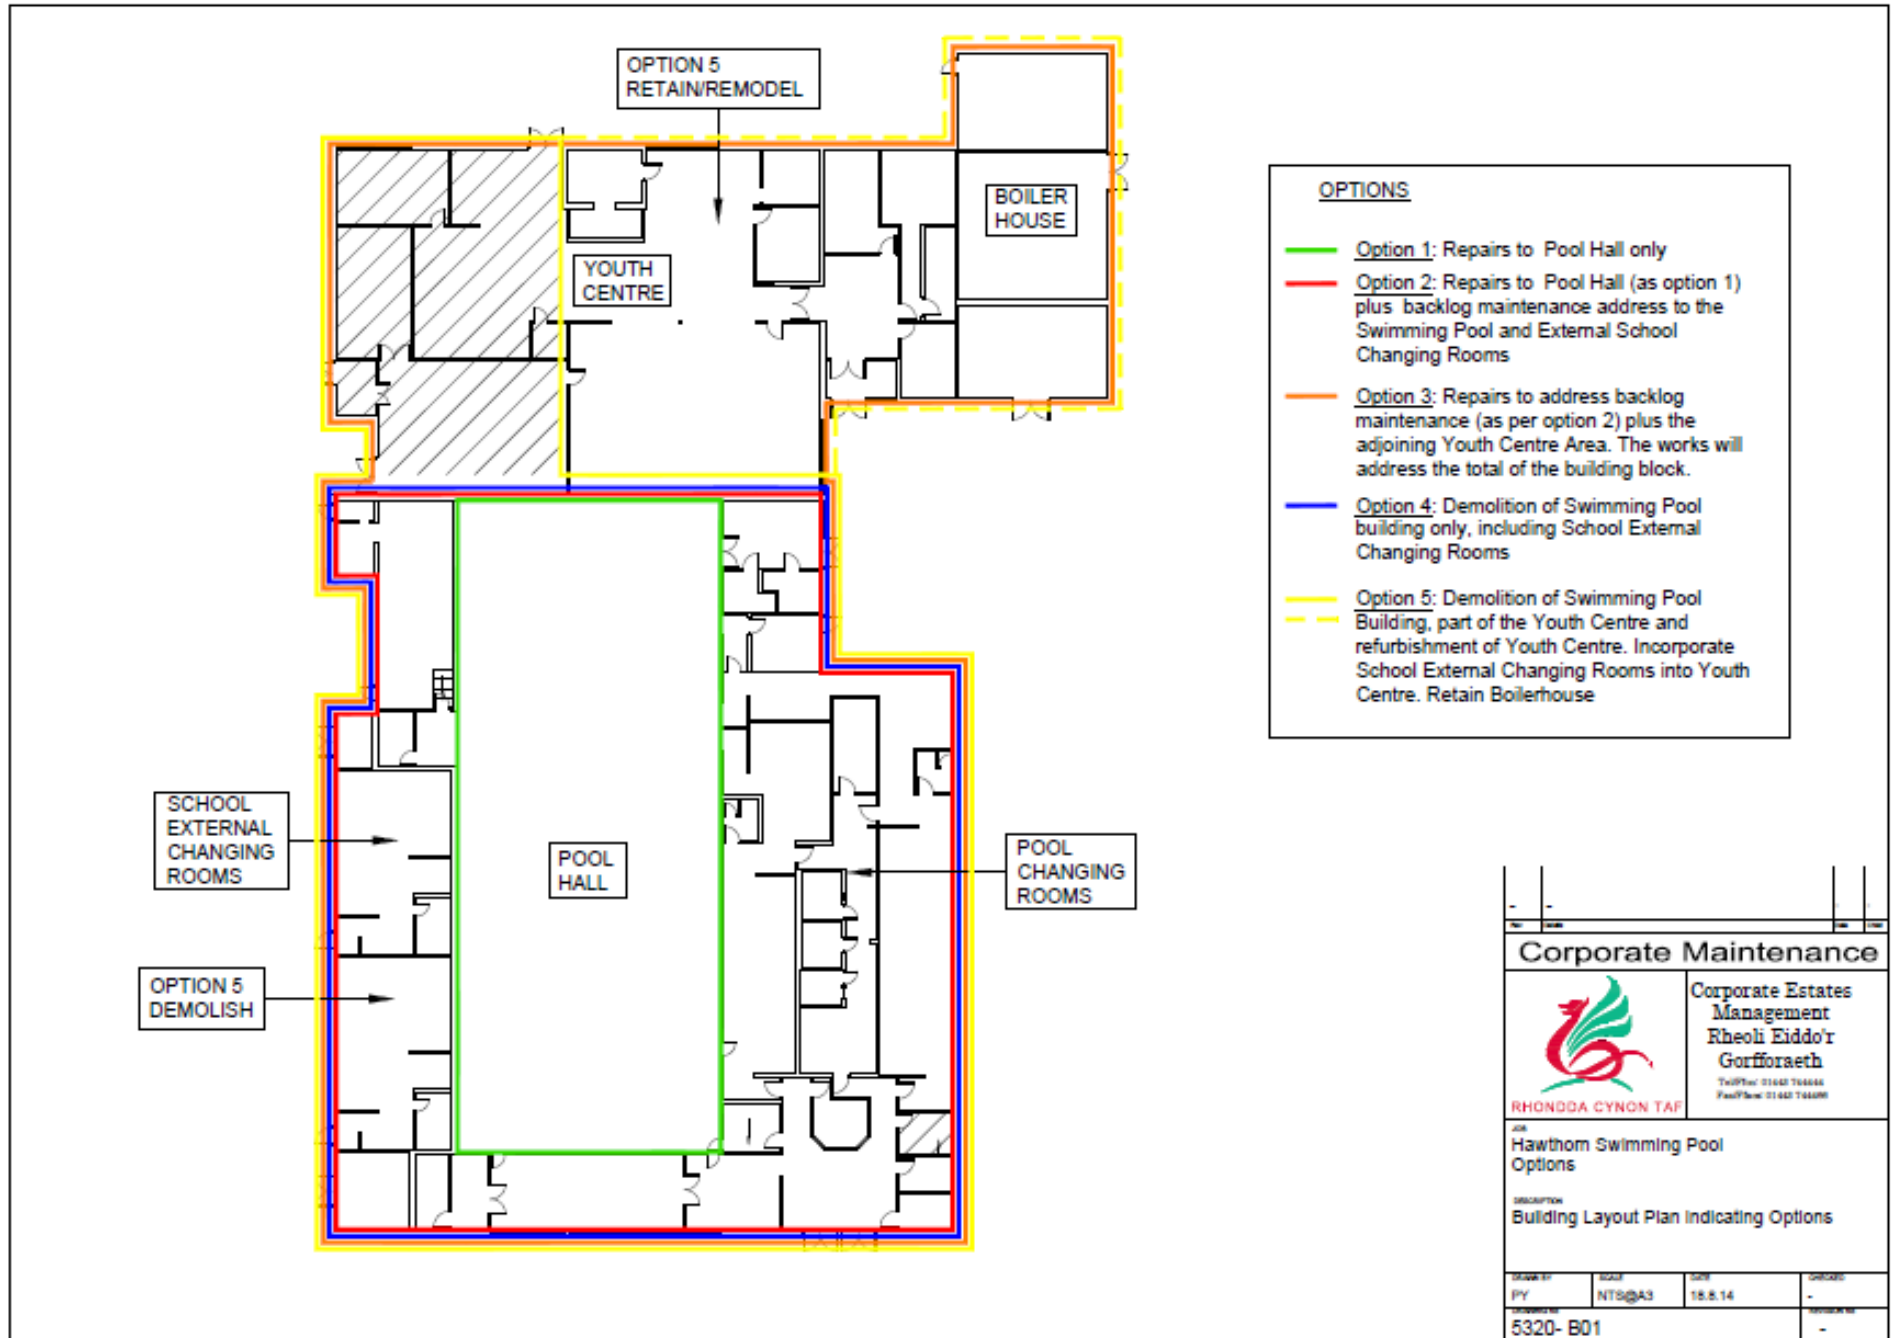 OPTION 5
RETAIN/REMODEL
BOILER
HOUSE
YOUTH
CENTRE
SCHOOL
EXTERNAL
CHANGING
ROOMS
POOL
HALL
POOL
CHANGING
ROOMS
OPTION 5
DEMOLISH
OPTIONS
Option 1: Repairs to Pool Hall only
Option 2: Repairs to Pool Hall (as option 1)
plus backlog maintenance address to the
Swimming Pool and External School
Changing Rooms
Option 3: Repairs to address backlog
maintenance (as per option 2) plus the
adjoining Youth Centre Area. The works will
address the total of the building block.
Option 4: Demolition of Swimming Pool
building only, including School External
Changing Rooms
Option 5: Demolition of Swimming Pool
Building, part of the Youth Centre and
refurbishment of Youth Centre. Incorporate
School External Changing Rooms into Youth
Centre. Retain Boilerhouse
Corporate Maintenance
RHONDDA CYNON TAF
Corporate Estates
Management
Rheoli Eiddo'r
Gorfforaeth
JOB
Hawthorn Swimming Pool
Options
DESCRIPTION
Building Layout Plan Indicating Options
DRAWN BY SCALE DATE CHECKED
PY NTS@A3 18.8.14 -
5320- B01 -